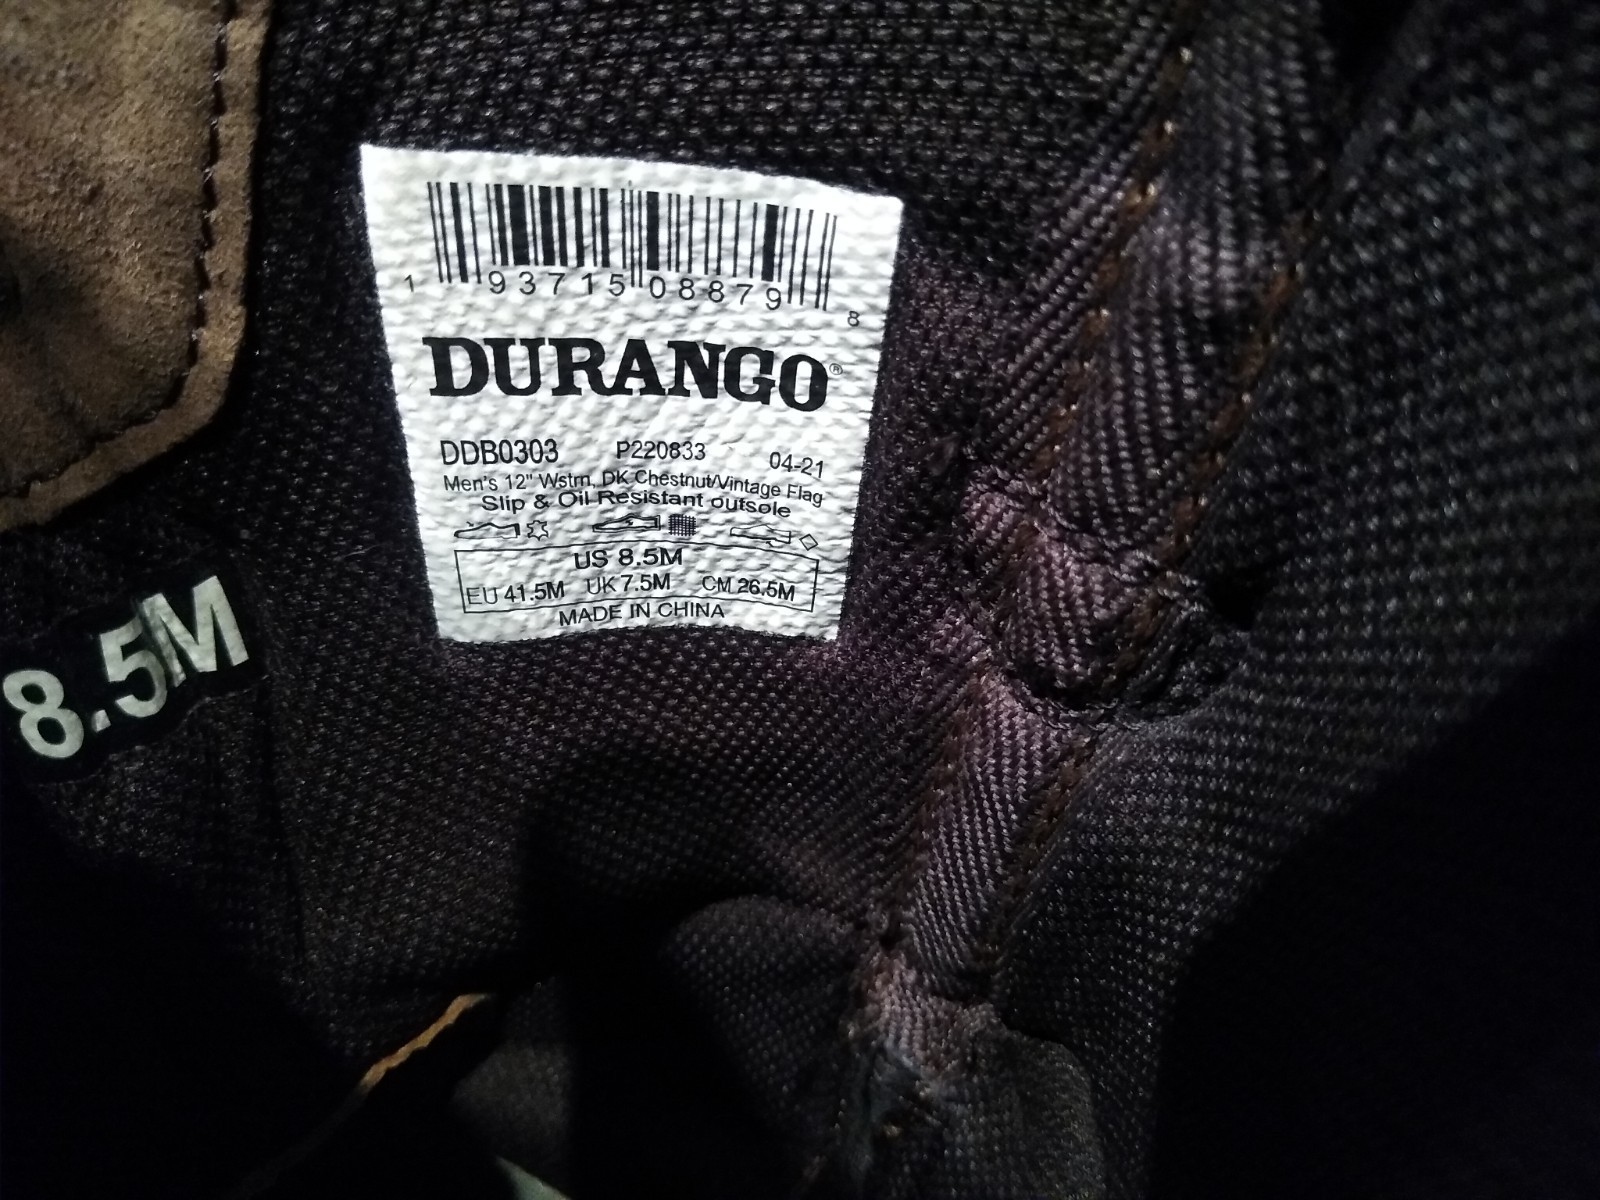 1 93715 08879 8
DURANGO®
DDB0303 P220833 04-21
Men's 12" Wstrn, DK Chestnut/Vintage Flag
Slip & Oil Resistant outsole
US 8.5M
EU 41.5M UK 7.5M CM 26.5M
MADE IN CHINA
8.5M